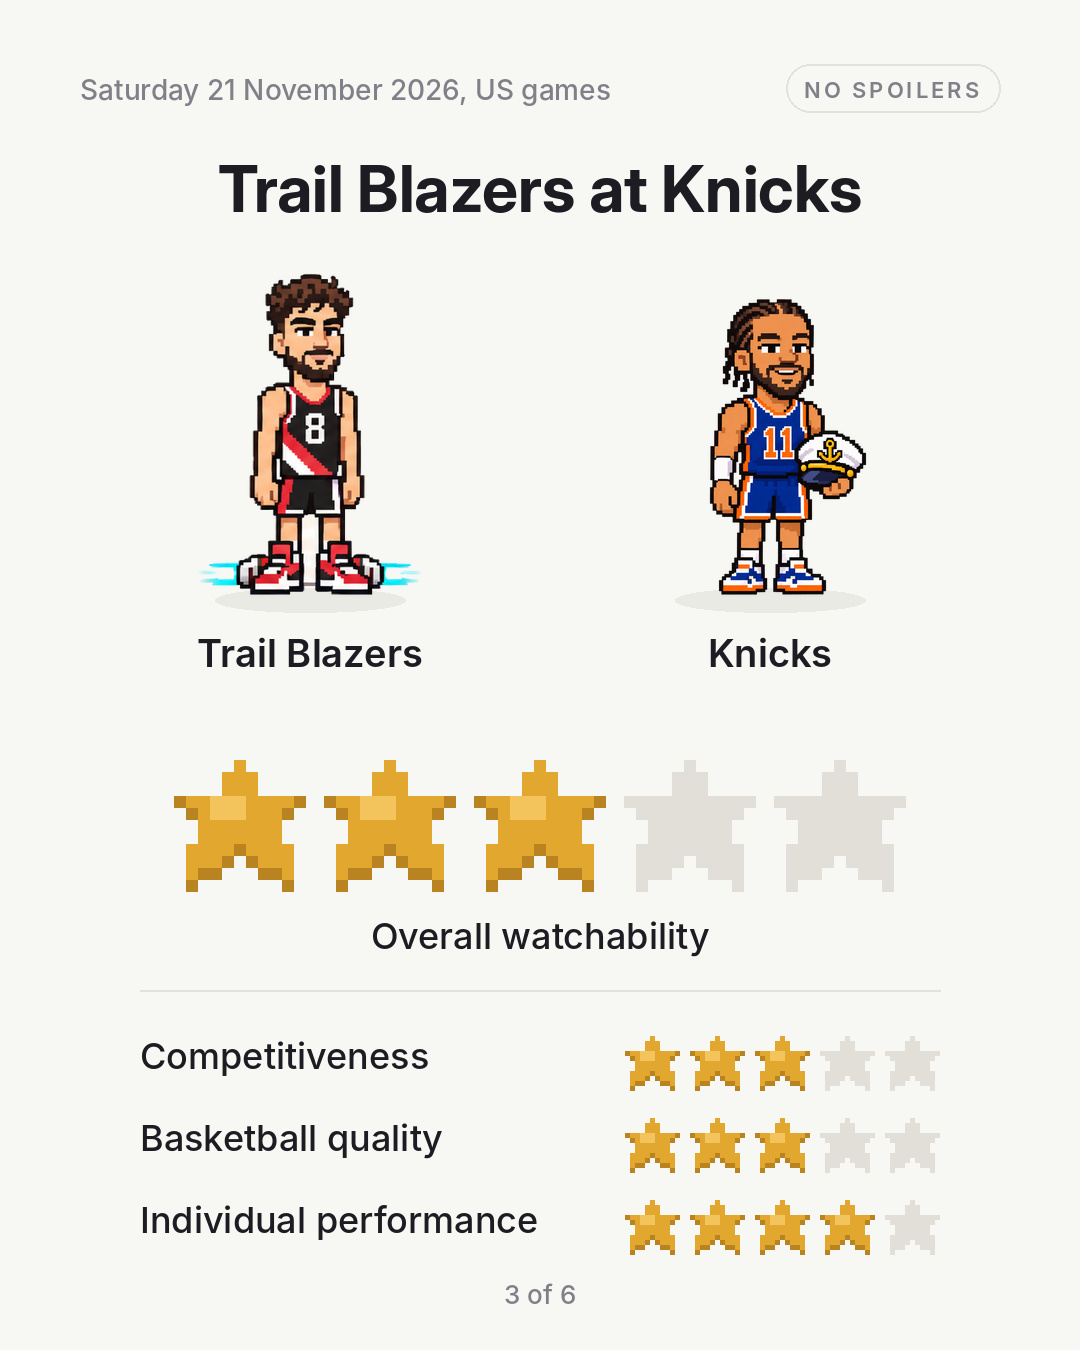 Saturday 21 November 2026, US games
NO SPOILERS
Trail Blazers at Knicks
8
11
Trail Blazers
Knicks
Overall watchability
Competitiveness
Basketball quality
Individual performance
3 of 6